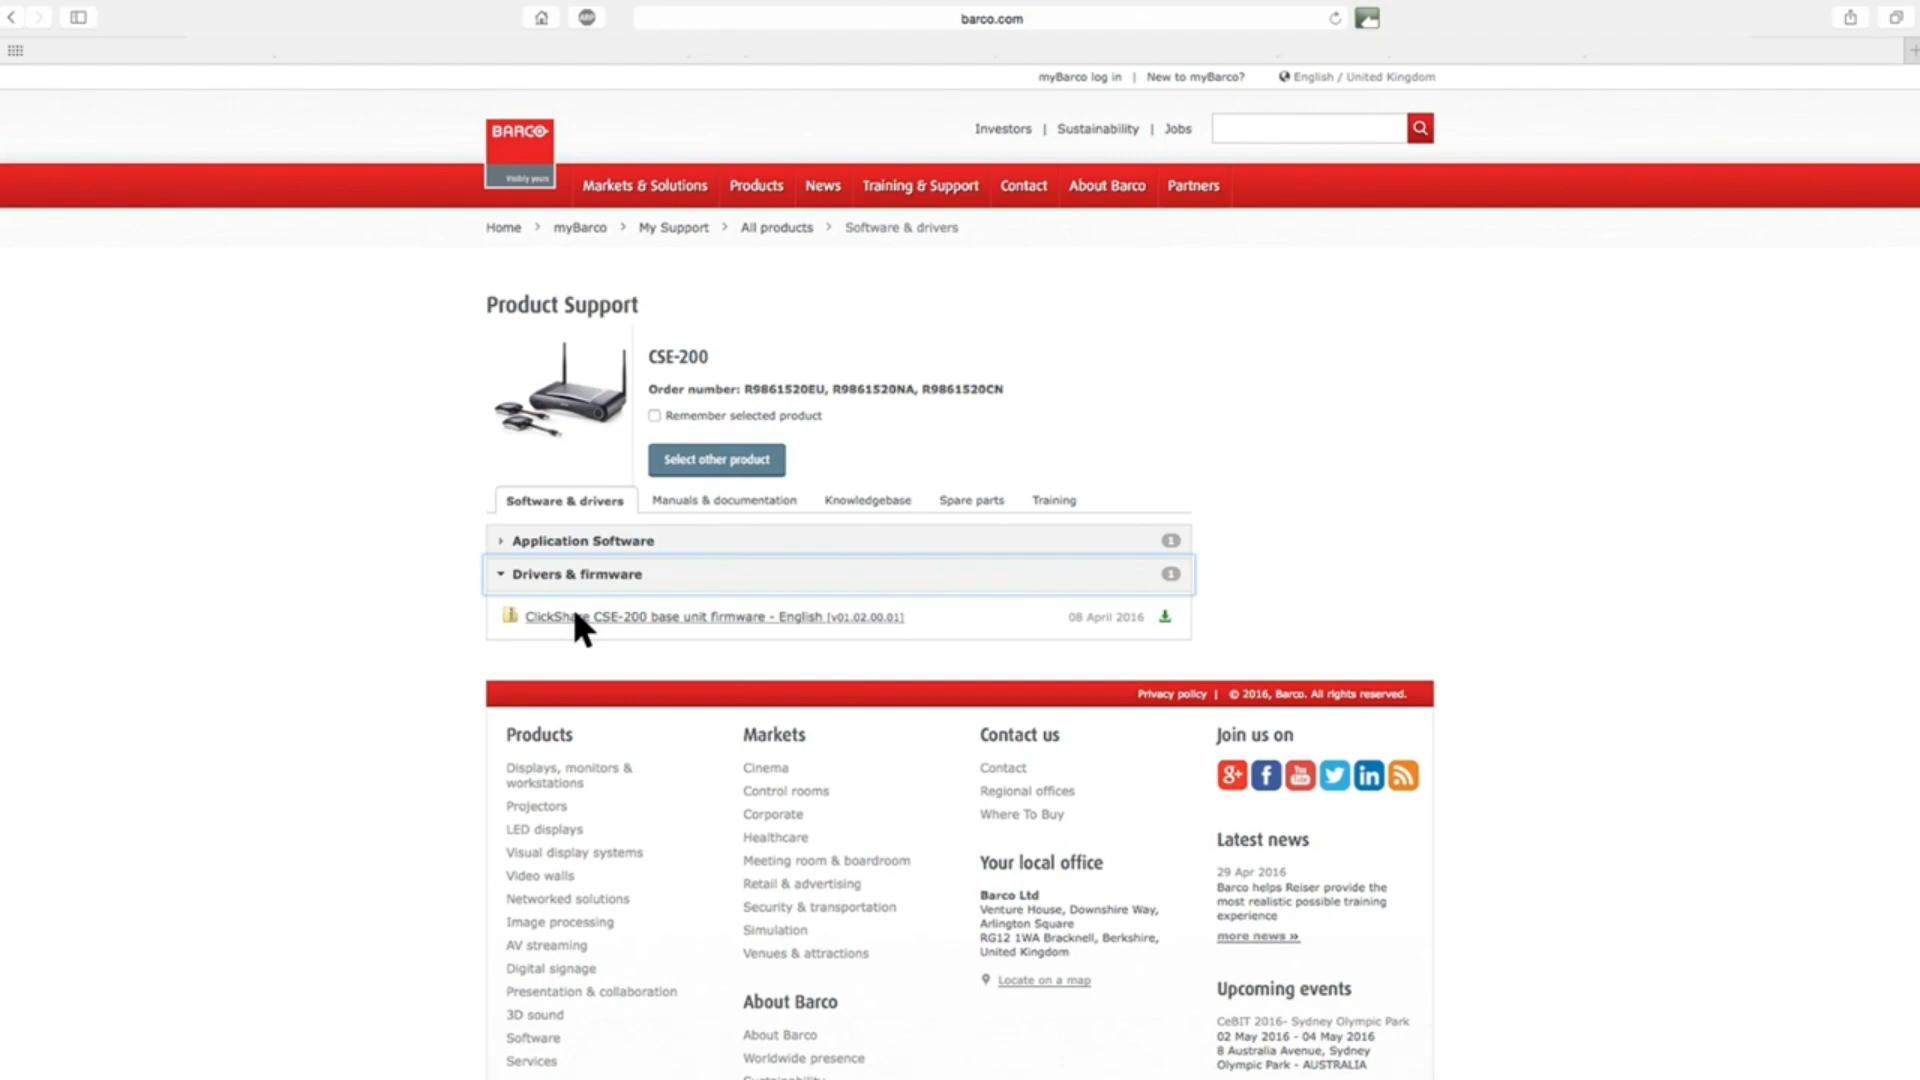 barco.com
myBarco log in | New to myBarco? English / United Kingdom
BARCO
Visibly yours
Investors | Sustainability | Jobs
Markets & Solutions Products News Training & Support Contact About Barco Partners
Home > myBarco > My Support > All products > Software & drivers
Product Support
CSE-200
Order number: R9861520EU, R9861520NA, R9861520CN
Remember selected product
Select other product
Software & drivers Manuals & documentation Knowledgebase Spare parts Training
Application Software 1
Drivers & firmware 1
ClickShare CSE-200 base unit firmware - English [v01.02.00.01] 08 April 2016
Privacy policy | © 2016, Barco. All rights reserved.
Products
Displays, monitors &
workstations
Projectors
LED displays
Visual display systems
Video walls
Networked solutions
Image processing
AV streaming
Digital signage
Presentation & collaboration
3D sound
Software
Services
Markets
Cinema
Control rooms
Corporate
Healthcare
Meeting room & boardroom
Retail & advertising
Security & transportation
Simulation
Venues & attractions
About Barco
About Barco
Worldwide presence
Contact us
Contact
Regional offices
Where To Buy
Your local office
Barco Ltd
Venture House, Downshire Way,
Arlington Square
RG12 1WA Bracknell, Berkshire,
United Kingdom
Locate on a map
Join us on
Latest news
29 Apr 2016
Barco helps Reiser provide the
most realistic possible training
experience
more news »
Upcoming events
CeBIT 2016- Sydney Olympic Park
02 May 2016 - 04 May 2016
8 Australia Avenue, Sydney
Olympic Park - AUSTRALIA